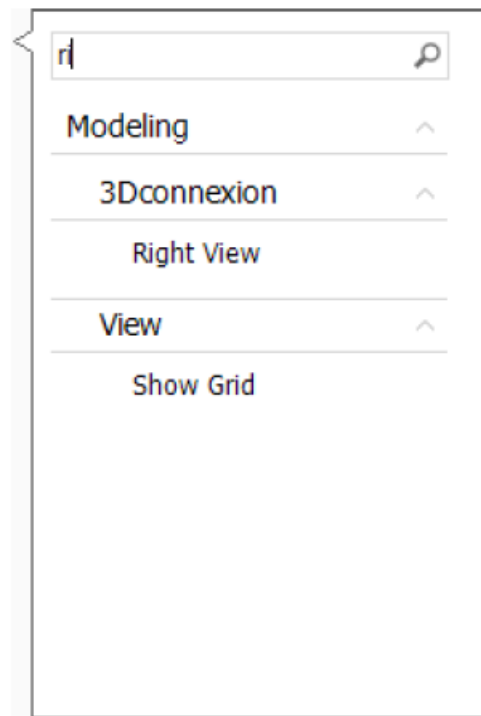 ri
Modeling
3Dconnexion
Right View
View
Show Grid